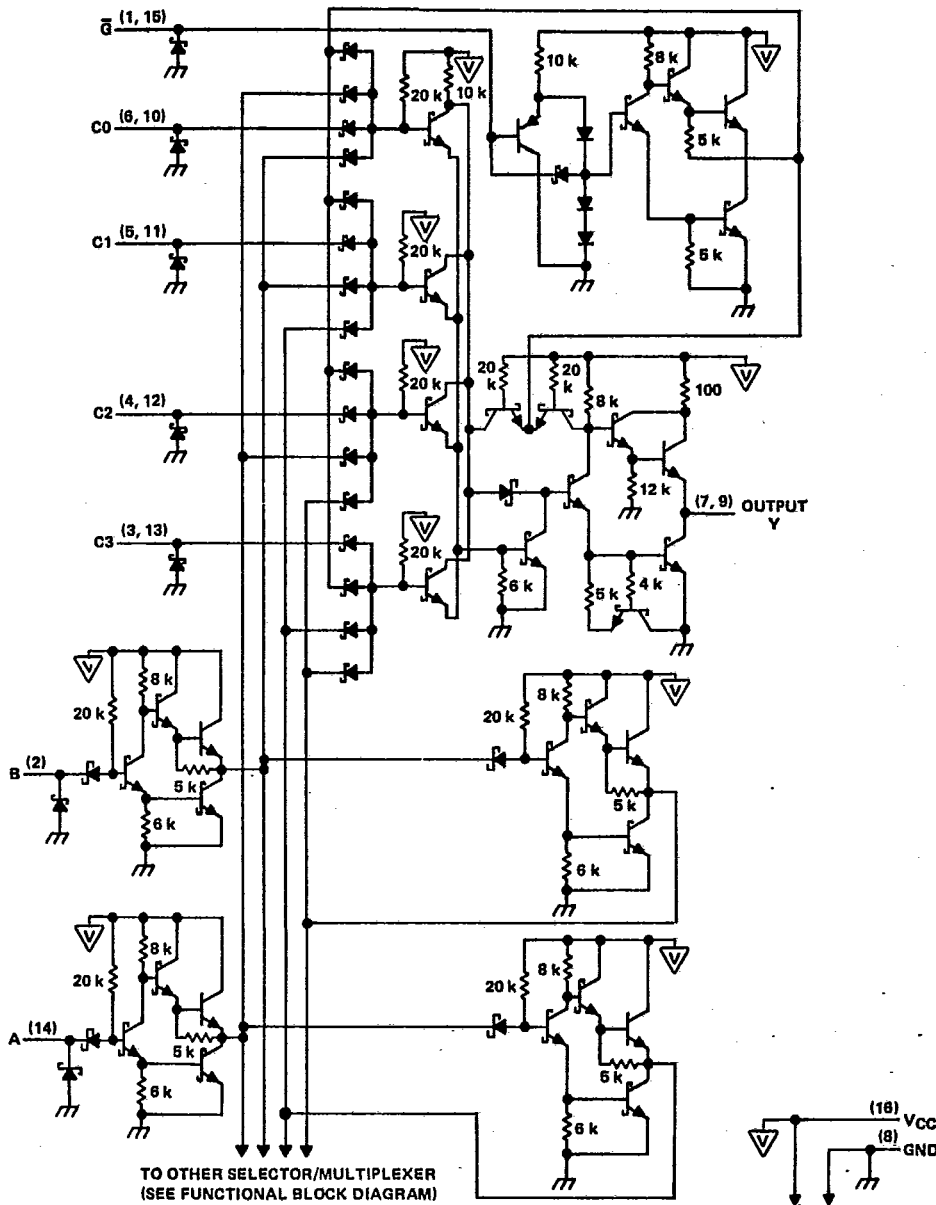 G̅ (1, 15)
V
10 k
8 k
V
20 k
10 k
C0 (6, 10)
5 k
C1 (5, 11)
V
20 k
5 k
V
20 k
20 k
20 k
8 k
V
100
C2 (4, 12)
12 k
(7, 9) OUTPUT Y
C3 (3, 13)
V
20 k
6 k
5 k
4 k
V
8 k
20 k
V
8 k
20 k
B (2)
5 k
5 k
6 k
6 k
V
8 k
20 k
V
8 k
20 k
A (14)
5 k
5 k
6 k
6 k
(16) VCC
V
(8) GND
TO OTHER SELECTOR/MULTIPLEXER
(SEE FUNCTIONAL BLOCK DIAGRAM)